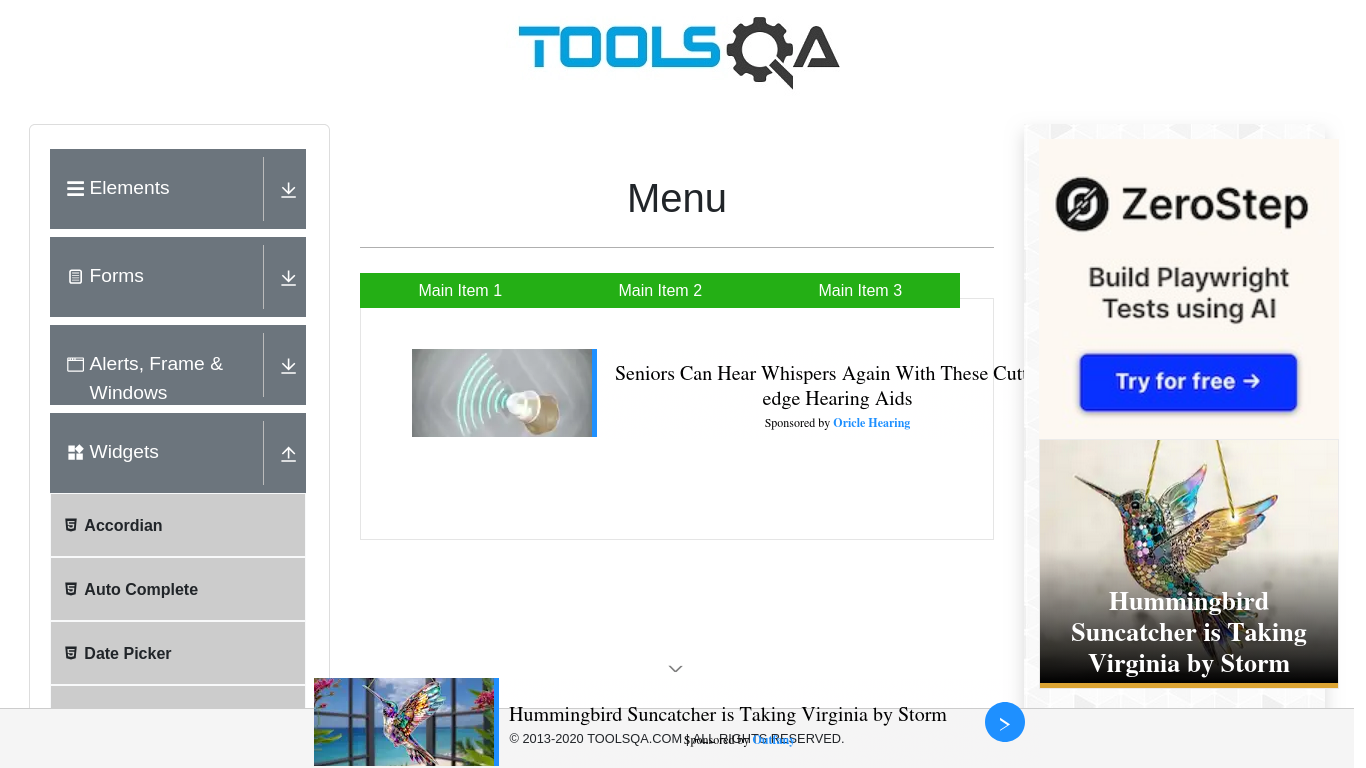 TOOLSQA
Elements
Forms
Alerts, Frame &
Windows
Widgets
Accordian
Auto Complete
Date Picker
Menu
Main Item 1
Main Item 2
Main Item 3
Seniors Can Hear Whispers Again With These
edge Hearing Aids
Sponsored by Oricle Hearing
ZeroStep
Build Playwright
Tests using AI
Try for free →
Hummingbird
Suncatcher is Taking
Virginia by Storm
Hummingbird Suncatcher is Taking Virginia by Storm
Sponsored by
© 2013-2020 TOOLSQA.COM | ALL RIGHTS RESERVED.